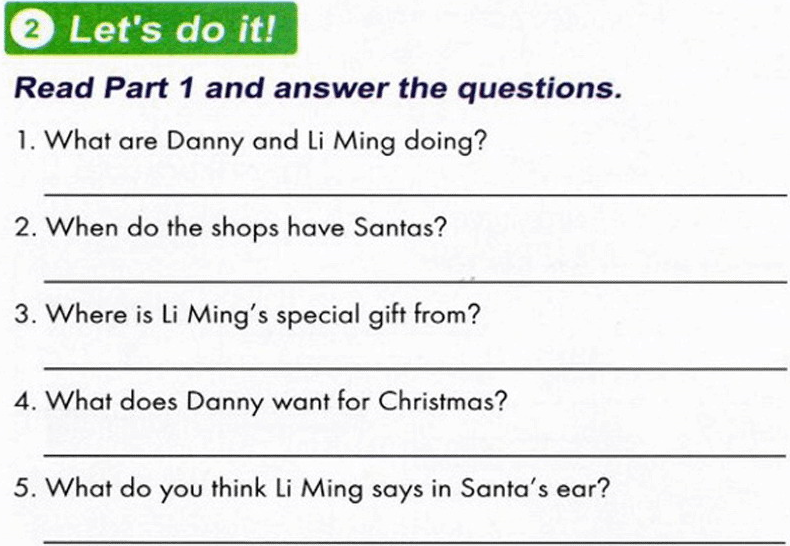 2 Let's do it!
Read Part 1 and answer the questions.
1. What are Danny and Li Ming doing?
2. When do the shops have Santas?
3. Where is Li Ming's special gift from?
4. What does Danny want for Christmas?
5. What do you think Li Ming says in Santa's ear?